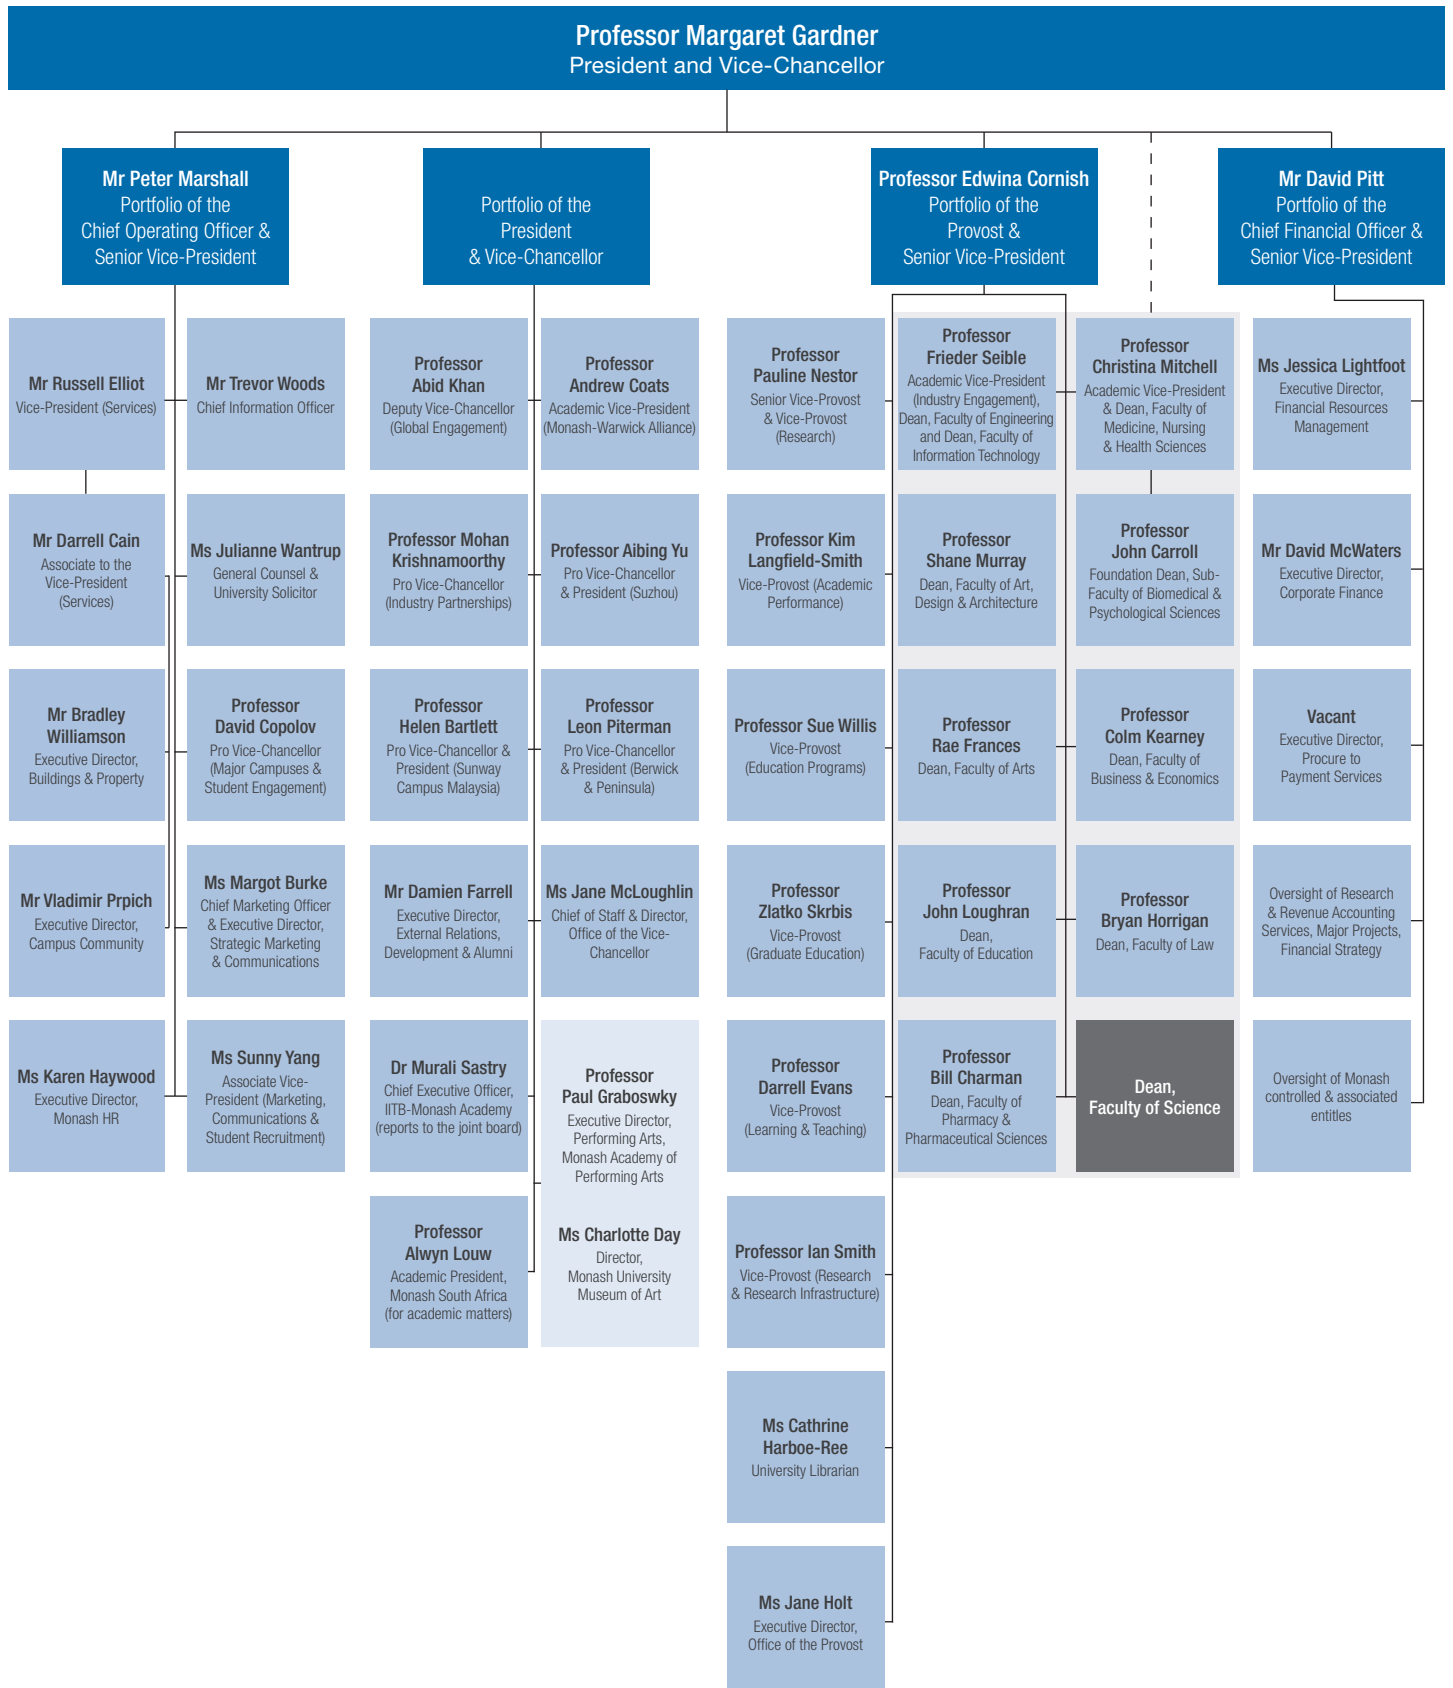 Professor Margaret Gardner
President and Vice-Chancellor
Mr Peter Marshall
Portfolio of the
Chief Operating Officer &
Senior Vice-President
Portfolio of the
President
& Vice-Chancellor
Professor Edwina Cornish
Portfolio of the
Provost &
Senior Vice-President
Mr David Pitt
Portfolio of the
Chief Financial Officer &
Senior Vice-President
Mr Russell Elliot
Vice-President (Services)
Mr Trevor Woods
Chief Information Officer
Professor
Abid Khan
Deputy Vice-Chancellor
(Global Engagement)
Professor
Andrew Coats
Academic Vice-President
(Monash-Warwick Alliance)
Professor
Pauline Nestor
Senior Vice-Provost
& Vice-Provost
(Research)
Professor
Frieder Seible
Academic Vice-President
(Industry Engagement),
Dean, Faculty of Engineering
and Dean, Faculty of
Information Technology
Professor
Christina Mitchell
Academic Vice-President
& Dean, Faculty of
Medicine, Nursing
& Health Sciences
Ms Jessica Lightfoot
Executive Director,
Financial Resources
Management
Mr Darrell Cain
Associate to the
Vice-President
(Services)
Ms Julianne Wantrup
General Counsel &
University Solicitor
Professor Mohan
Krishnamoorthy
Pro Vice-Chancellor
(Industry Partnerships)
Professor Aibing Yu
Pro Vice-Chancellor
& President (Suzhou)
Professor Kim
Langfield-Smith
Vice-Provost (Academic
Performance)
Professor
Shane Murray
Dean, Faculty of Art,
Design & Architecture
Professor
John Carroll
Foundation Dean, Sub-
Faculty of Biomedical &
Psychological Sciences
Mr David McWaters
Executive Director,
Corporate Finance
Mr Bradley
Williamson
Executive Director,
Buildings & Property
Professor
David Copolov
Pro Vice-Chancellor
(Major Campuses &
Student Engagement)
Professor
Helen Bartlett
Pro Vice-Chancellor &
President (Sunway
Campus Malaysia)
Professor
Leon Piterman
Pro Vice-Chancellor
& President (Berwick
& Peninsula)
Professor Sue Willis
Vice-Provost
(Education Programs)
Professor
Rae Frances
Dean, Faculty of Arts
Professor
Colm Kearney
Dean, Faculty of
Business & Economics
Vacant
Executive Director,
Procure to
Payment Services
Mr Vladimir Prpich
Executive Director,
Campus Community
Ms Margot Burke
Chief Marketing Officer
& Executive Director,
Strategic Marketing
& Communications
Mr Damien Farrell
Executive Director,
External Relations,
Development & Alumni
Ms Jane McLoughlin
Chief of Staff & Director,
Office of the Vice-
Chancellor
Professor
Zlatko Skrbis
Vice-Provost
(Graduate Education)
Professor
John Loughran
Dean,
Faculty of Education
Professor
Bryan Horrigan
Dean, Faculty of Law
Oversight of Research
& Revenue Accounting
Services, Major Projects,
Financial Strategy
Ms Karen Haywood
Executive Director,
Monash HR
Ms Sunny Yang
Associate Vice-
President (Marketing,
Communications &
Student Recruitment)
Dr Murali Sastry
Chief Executive Officer,
IITB-Monash Academy
(reports to the joint board)
Professor
Paul Graboswky
Executive Director,
Performing Arts,
Monash Academy of
Performing Arts
Professor
Darrell Evans
Vice-Provost
(Learning & Teaching)
Professor
Bill Charman
Dean, Faculty of
Pharmacy &
Pharmaceutical Sciences
Dean,
Faculty of Science
Oversight of Monash
controlled & associated
entitles
Professor
Alwyn Louw
Academic President,
Monash South Africa
(for academic matters)
Ms Charlotte Day
Director,
Monash University
Museum of Art
Professor Ian Smith
Vice-Provost (Research
& Research Infrastructure)
Ms Cathrine
Harboe-Ree
University Librarian
Ms Jane Holt
Executive Director,
Office of the Provost